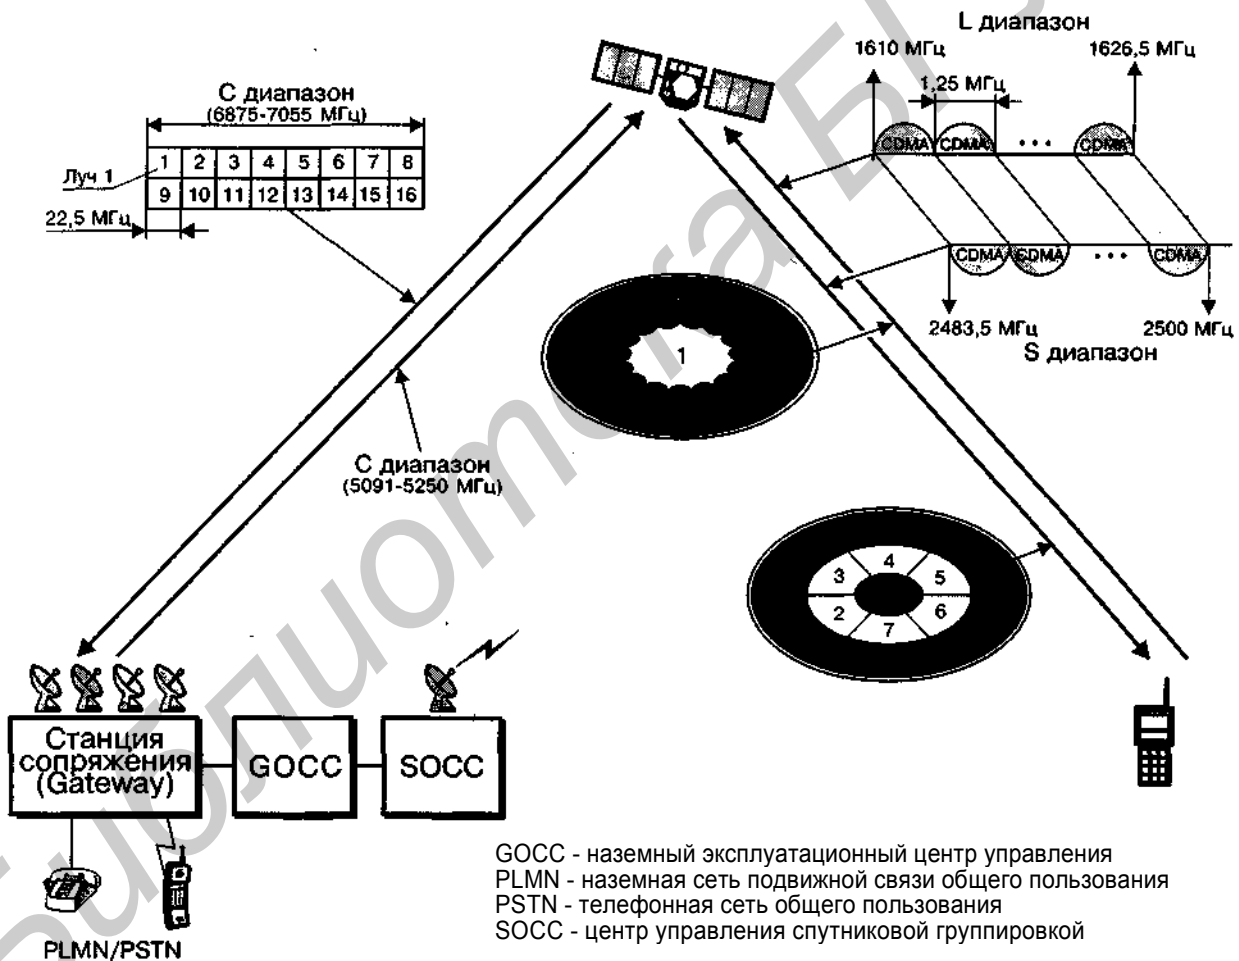 L диапазон
1610 МГц
1626,5 МГц
1,25 МГц
CDMA CDMA ... CDMA
CDMA CDMA ... CDMA
2483,5 МГц
2500 МГц
S диапазон
С диапазон
(6875-7055 МГц)
Луч 1
1 2 3 4 5 6 7 8
9 10 11 12 13 14 15 16
22,5 МГц
1
С диапазон
(5091-5250 МГц)
3 4 5
2 7 6
Станция
сопряжения
(Gateway)
GOCC
SOCC
PLMN/PSTN
GOCC - наземный эксплуатационный центр управления
PLMN - наземная сеть подвижной связи общего пользования
PSTN - телефонная сеть общего пользования
SOCC - центр управления спутниковой группировкой
Библиотека БГУ